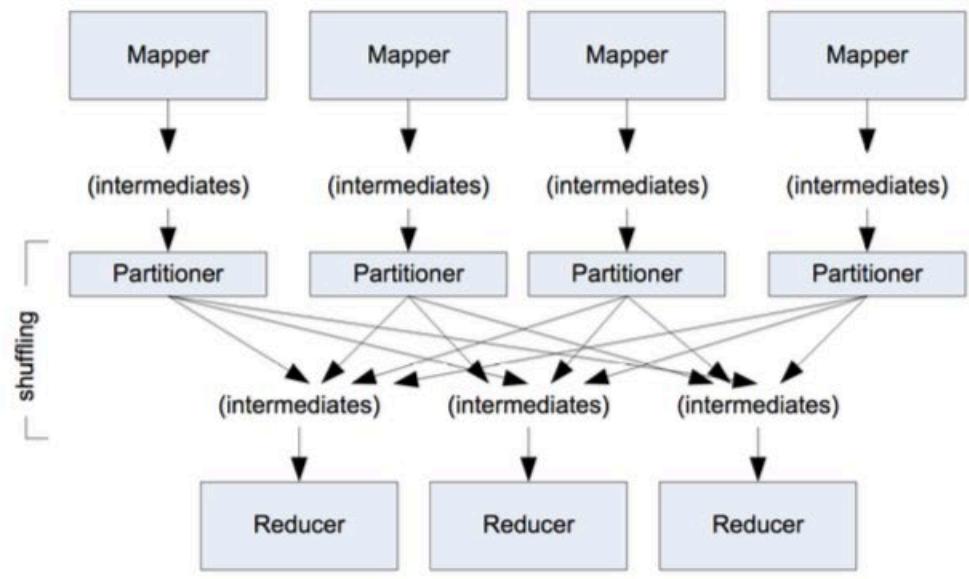 Mapper Mapper Mapper Mapper
(intermediates) (intermediates) (intermediates) (intermediates)
Partitioner Partitioner Partitioner Partitioner
shuffling
(intermediates) (intermediates) (intermediates)
Reducer Reducer Reducer